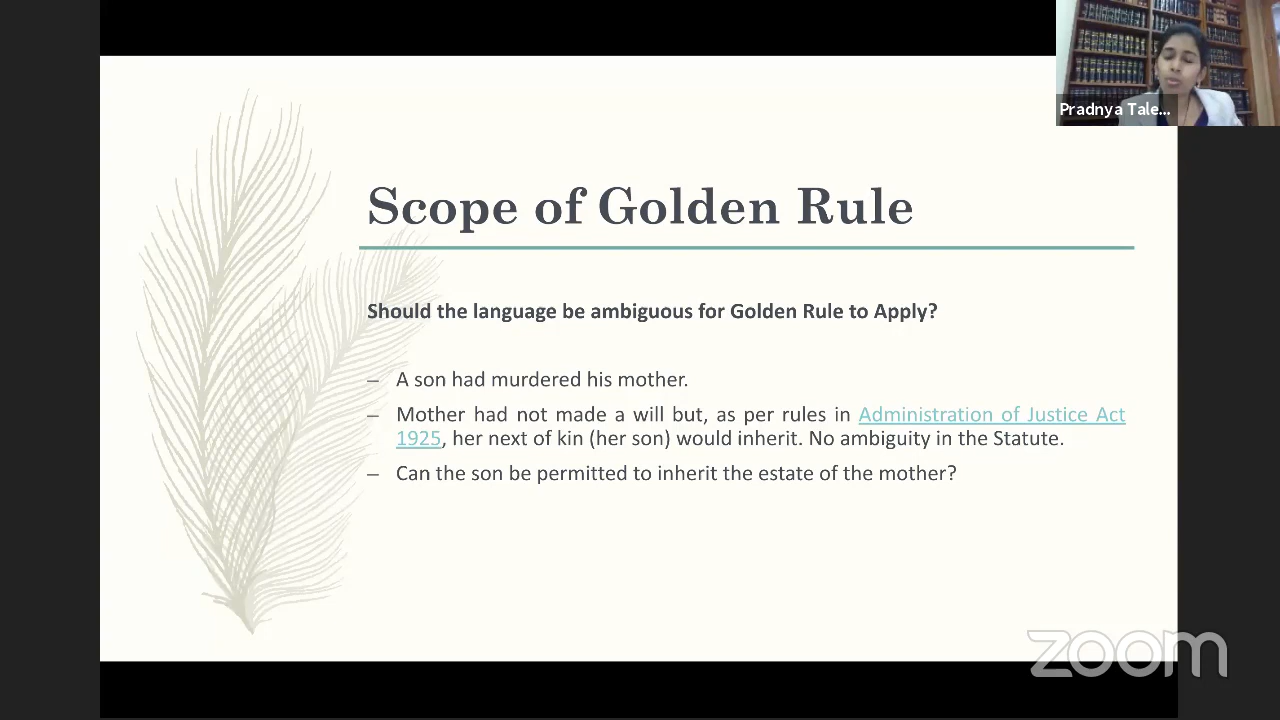 Pradnya Tale...
Scope of Golden Rule
Should the language be ambiguous for Golden Rule to Apply?
– A son had murdered his mother.
– Mother had not made a will but, as per rules in Administration of Justice Act
1925, her next of kin (her son) would inherit. No ambiguity in the Statute.
– Can the son be permitted to inherit the estate of the mother?
zoom